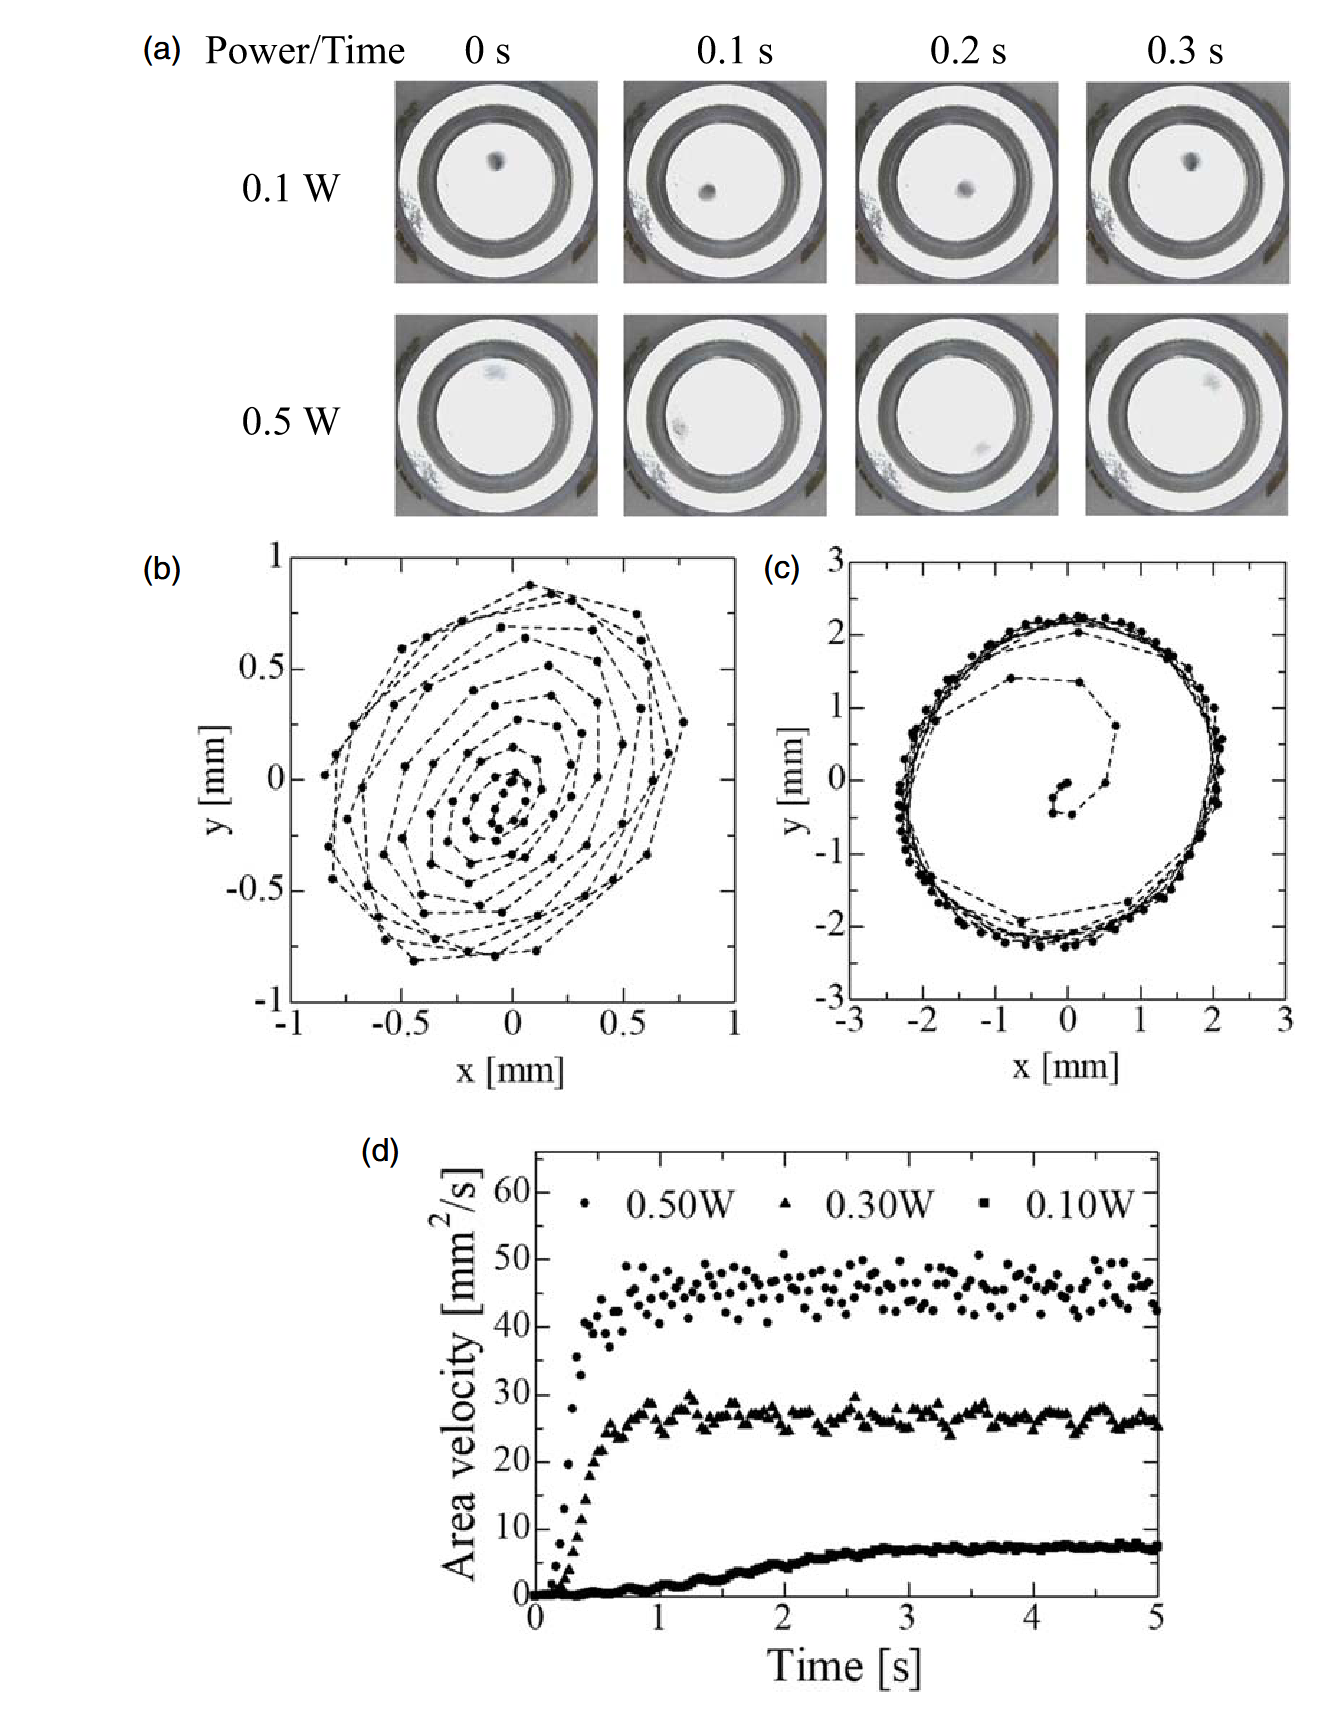 (a) Power/Time 0 s 0.1 s 0.2 s 0.3 s
0.1 W
0.5 W
(b)
1
0.5
0
-0.5
-1
-1 -0.5 0 0.5 1
y [mm]
x [mm]
(c)
3
2
1
0
-1
-2
-3
-3 -2 -1 0 1 2 3
y [mm]
x [mm]
(d)
60
50
40
30
20
10
0
0 1 2 3 4 5
0.50W 0.30W 0.10W
Area velocity [mm²/s]
Time [s]